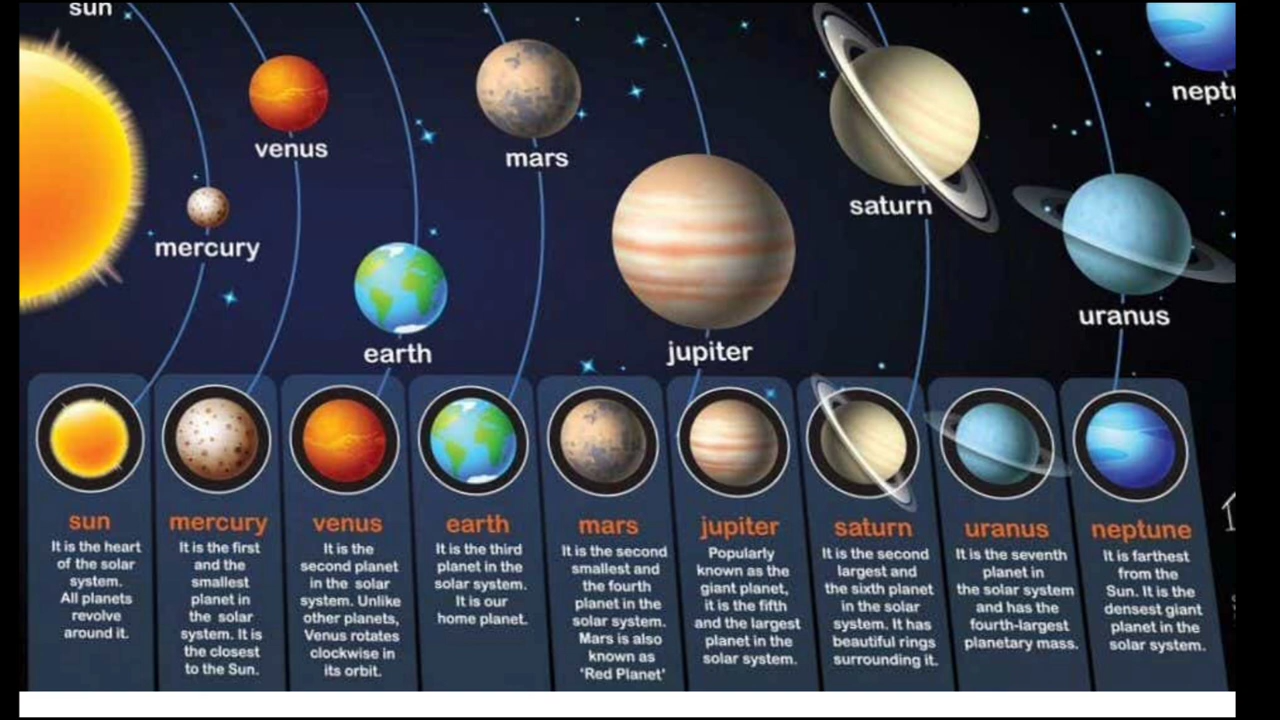 sun
neptu
venus
mars
saturn
mercury
uranus
earth
jupiter
sun
It is the heart
of the solar
system.
All planets
revolve
around it.
mercury
It is the first
and the
smallest
planet in
the solar
system. It is
the closest
to the Sun.
venus
It is the
second planet
in the solar
system. Unlike
other planets,
Venus rotates
clockwise in
its orbit.
earth
It is the third
planet in the
solar system.
It is our
home planet.
mars
It is the second
smallest and
the fourth
planet in the
solar system.
Mars is also
known as
'Red Planet'
jupiter
Popularly
known as the
giant planet,
it is the fifth
and the largest
planet in the
solar system.
saturn
It is the second
largest and
the sixth planet
in the solar
system. It has
beautiful rings
surrounding it.
uranus
It is the seventh
planet in
the solar system
and has the
fourth-largest
planetary mass.
neptune
It is farthest
from the
Sun. It is the
densest giant
planet in the
solar system.